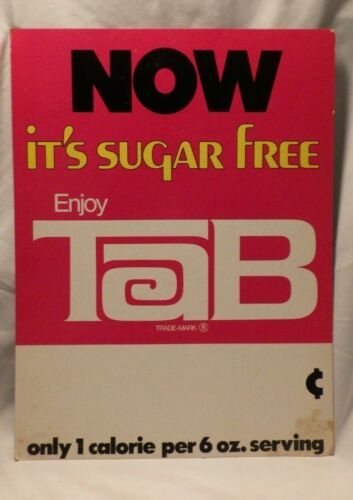 NOW
it's sugar free
Enjoy
TaB
TRADE-MARK ®
¢
only 1 calorie per 6 oz. serving